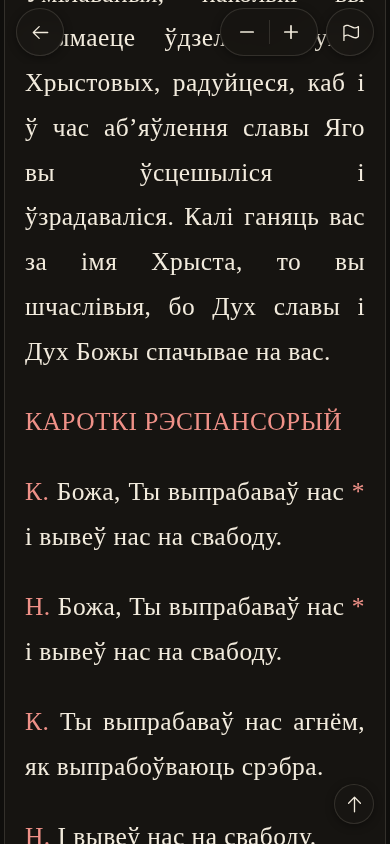 Хрыстовых, радуйцеся, каб і
ў час аб’яўлення славы Яго
вы ўсцешыліся і
ўзрадаваліся. Калі ганяць вас
за імя Хрыста, то вы
шчаслівыя, бо Дух славы і
Дух Божы спачывае на вас.
КАРОТКІ РЭСПАНСОРЫЙ
К. Божа, Ты выпрабаваў нас *
і вывеў нас на свабоду.
Н. Божа, Ты выпрабаваў нас *
і вывеў нас на свабоду.
К. Ты выпрабаваў нас агнём,
як выпрабоўваюць срэбра.
Н. І вывеў нас на свабоду.